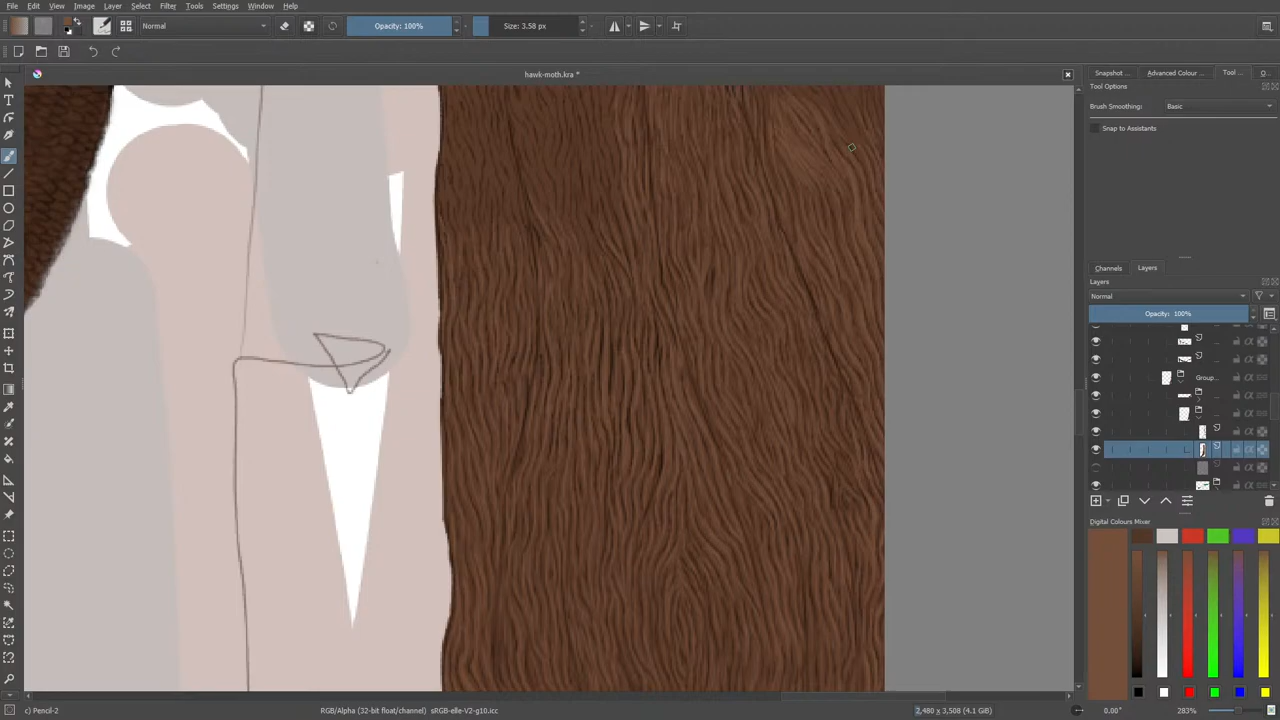 File Edit View Image Layer Select Filter Tools Settings Window Help
Normal
Opacity: 100%
Size: 3.58 px
hawk-moth.kra *
Snapshot ...
Advanced Colour ...
Tool ...
O...
Tool Options
Brush Smoothing:
Basic
Snap to Assistants
Channels
Layers
Layers
Normal
Opacity: 100%
Group...
Digital Colours Mixer
c) Pencil-2
RGB/Alpha (32-bit float/channel) sRGB-elle-V2-g10.icc
2,480 x 3,508 (4.1 GiB)
0.00°
283%